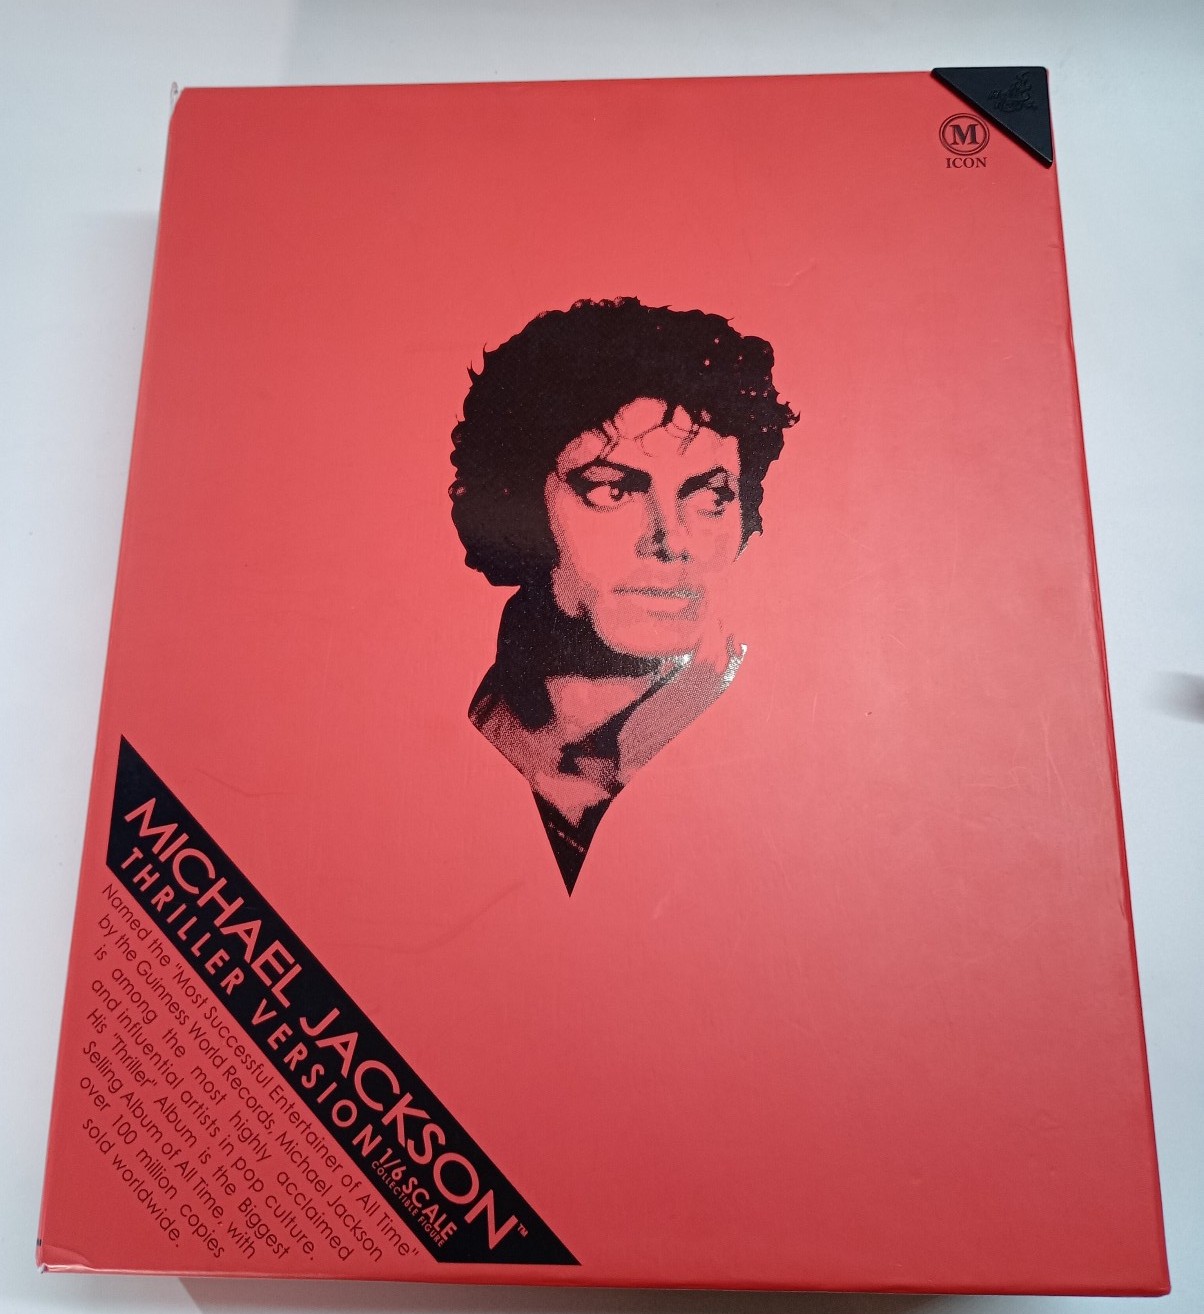 M
ICON
MICHAEL JACKSON™
THRILLER VERSION
1/6 SCALE
COLLECTIBLE FIGURE
Named the "Most Successful Entertainer of All Time"
by the Guinness World Records, Michael Jackson
is among the most highly acclaimed
and influential artists in pop culture.
His "Thriller" Album is the Biggest
Selling Album of All Time, with
over 100 million copies
sold worldwide.